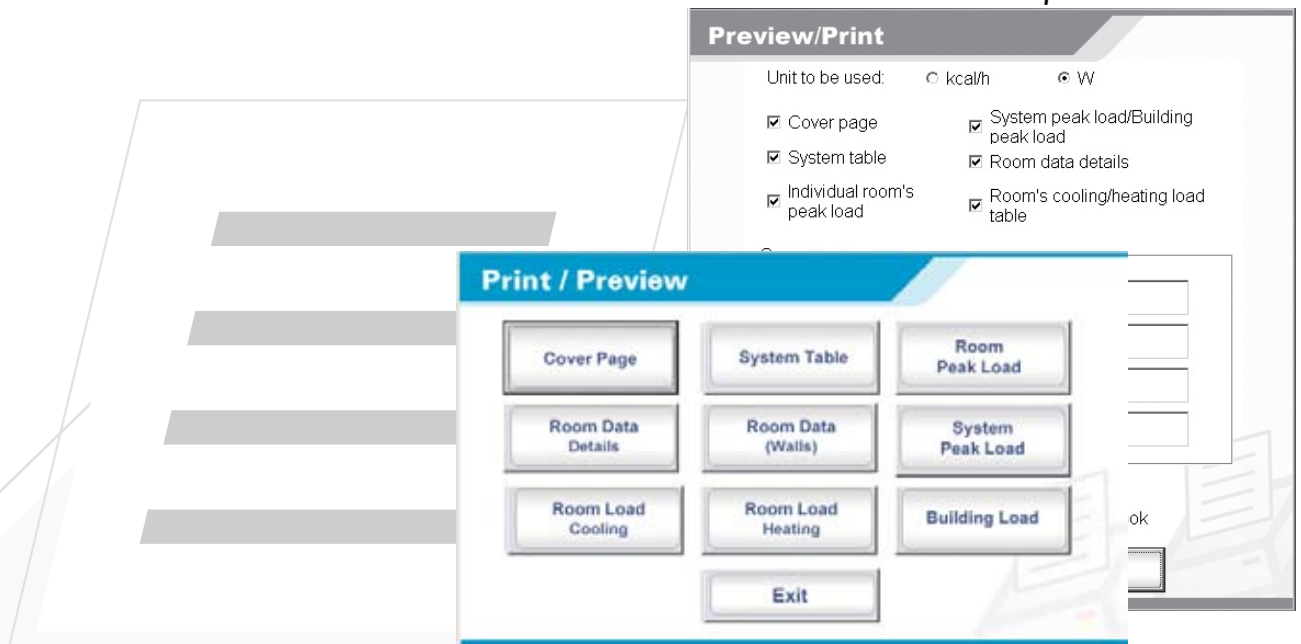 Preview/Print
Unit to be used: kcal/h W
Cover page
System peak load/Building
peak load
System table
Room data details
Individual room's
peak load
Room's cooling/heating load
table
Print / Preview
Cover Page
System Table
Room
Peak Load
Room Data
Details
Room Data
(Walls)
System
Peak Load
Room Load
Cooling
Room Load
Heating
Building Load
ok
Exit